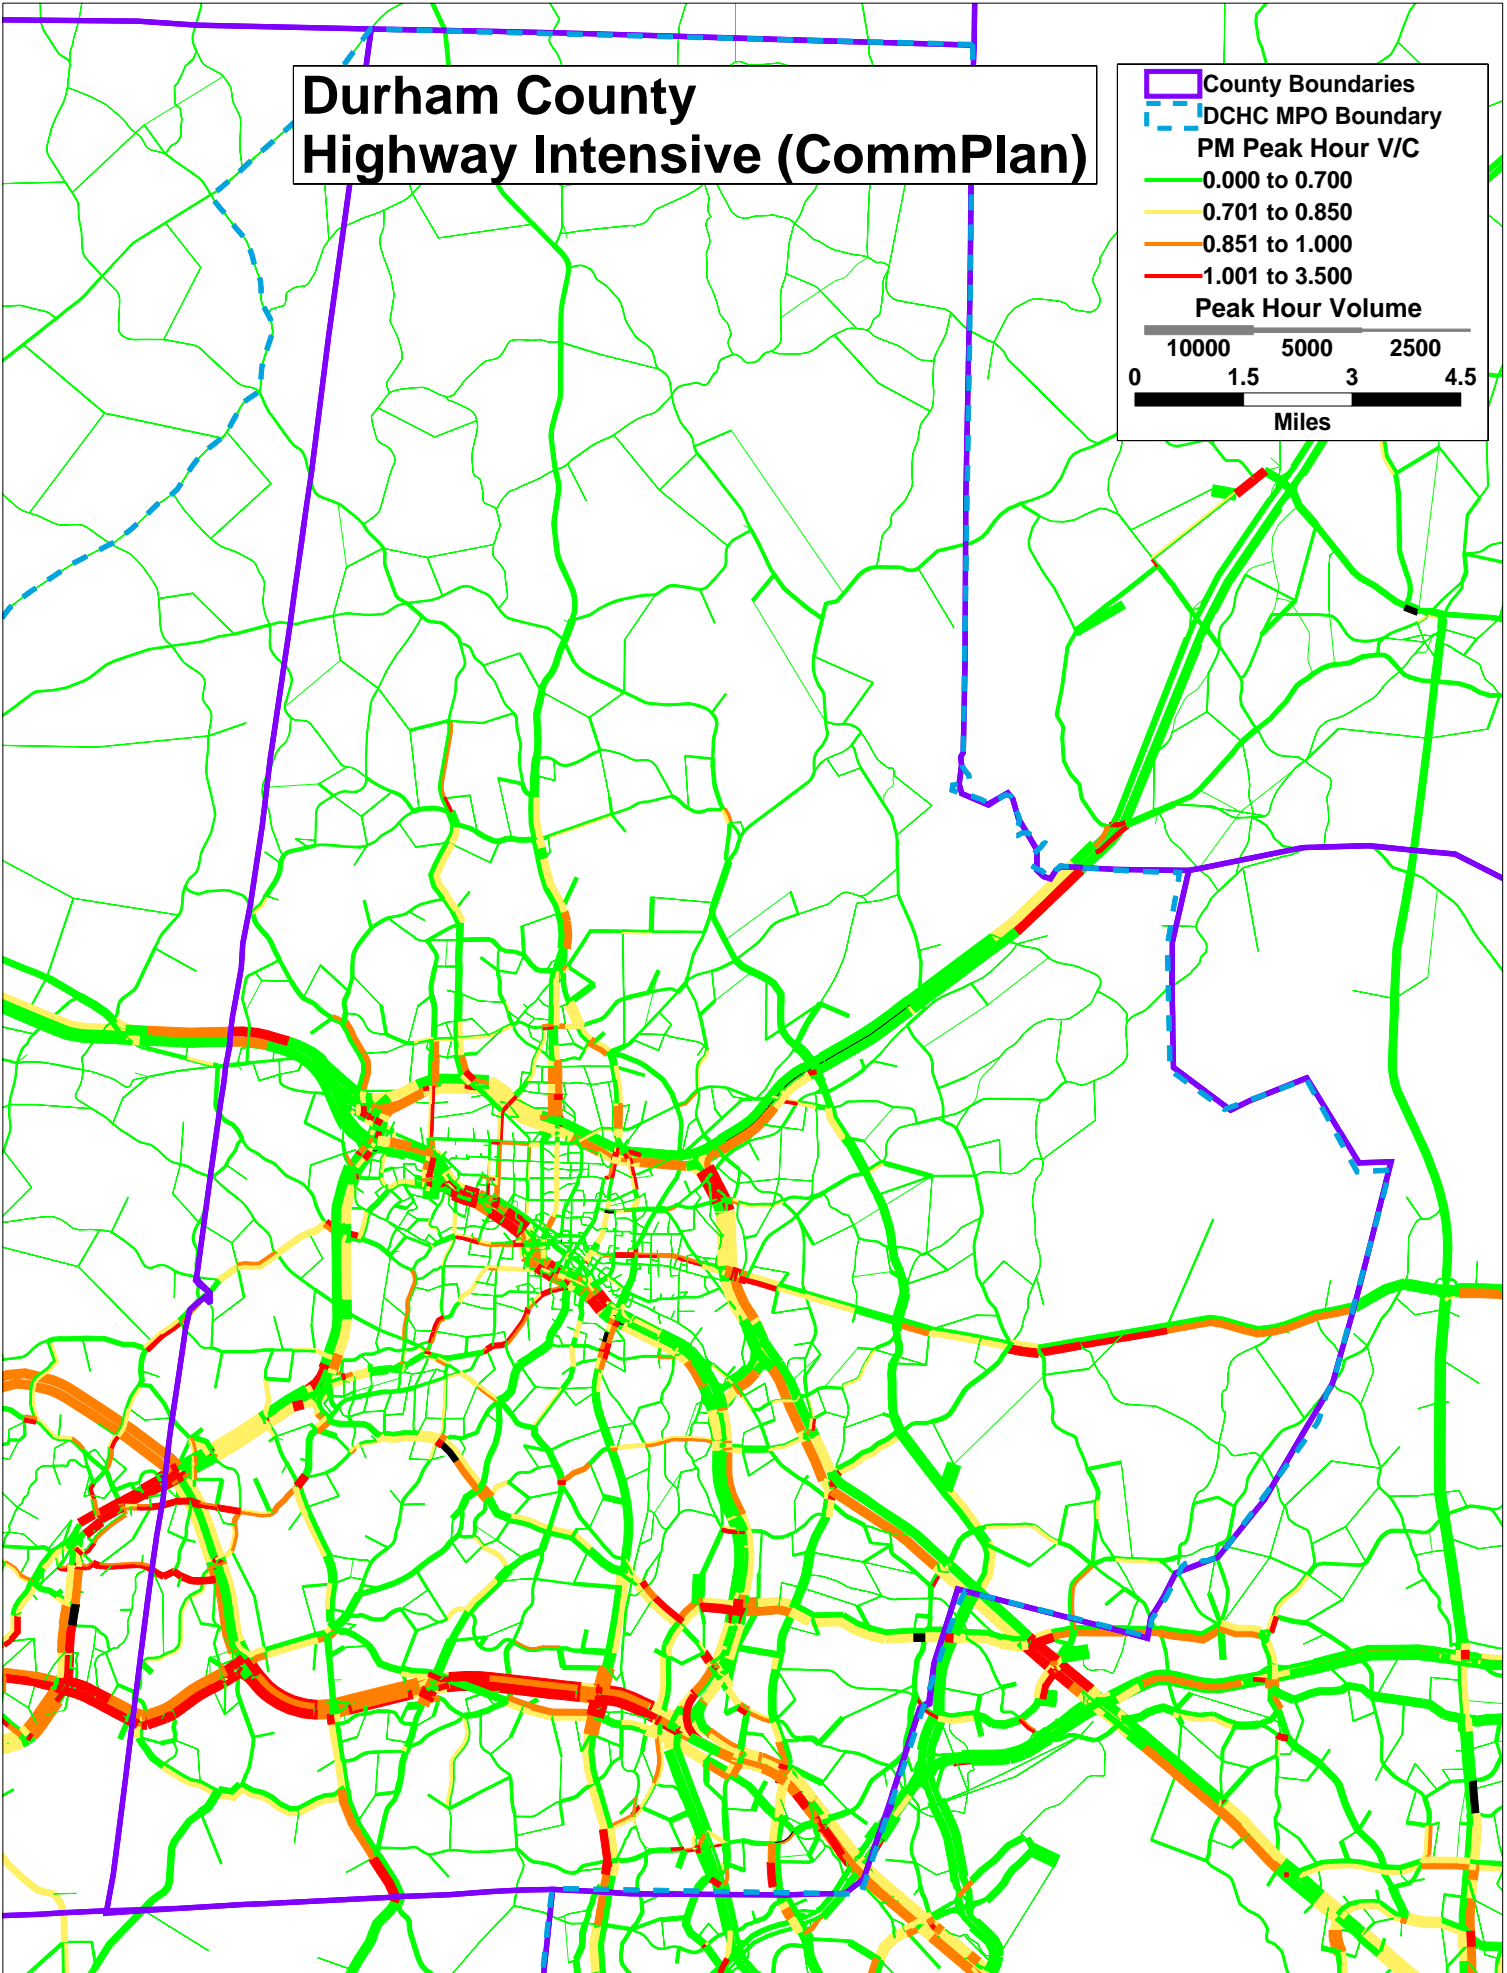 Durham County
Highway Intensive (CommPlan)
County Boundaries
DCHC MPO Boundary
PM Peak Hour V/C
0.000 to 0.700
0.701 to 0.850
0.851 to 1.000
1.001 to 3.500
Peak Hour Volume
10000 5000 2500
0 1.5 3 4.5
Miles